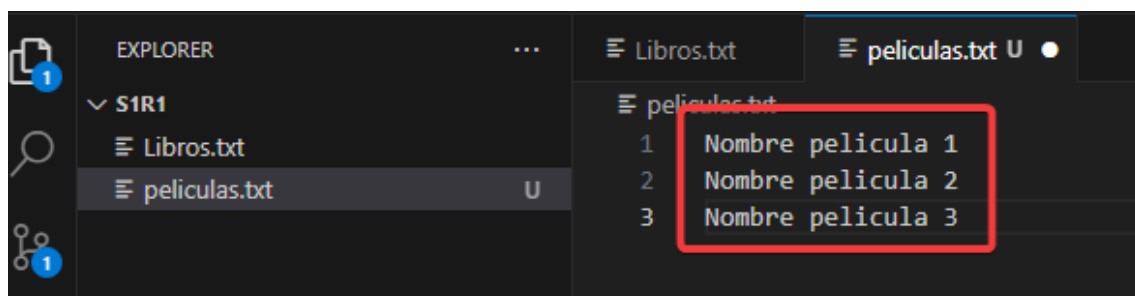 EXPLORER
...
Libros.txt
peliculas.txt U
1
S1R1
Libros.txt
peliculas.txt U
1
peliculas.txt
1 Nombre pelicula 1
2 Nombre pelicula 2
3 Nombre pelicula 3